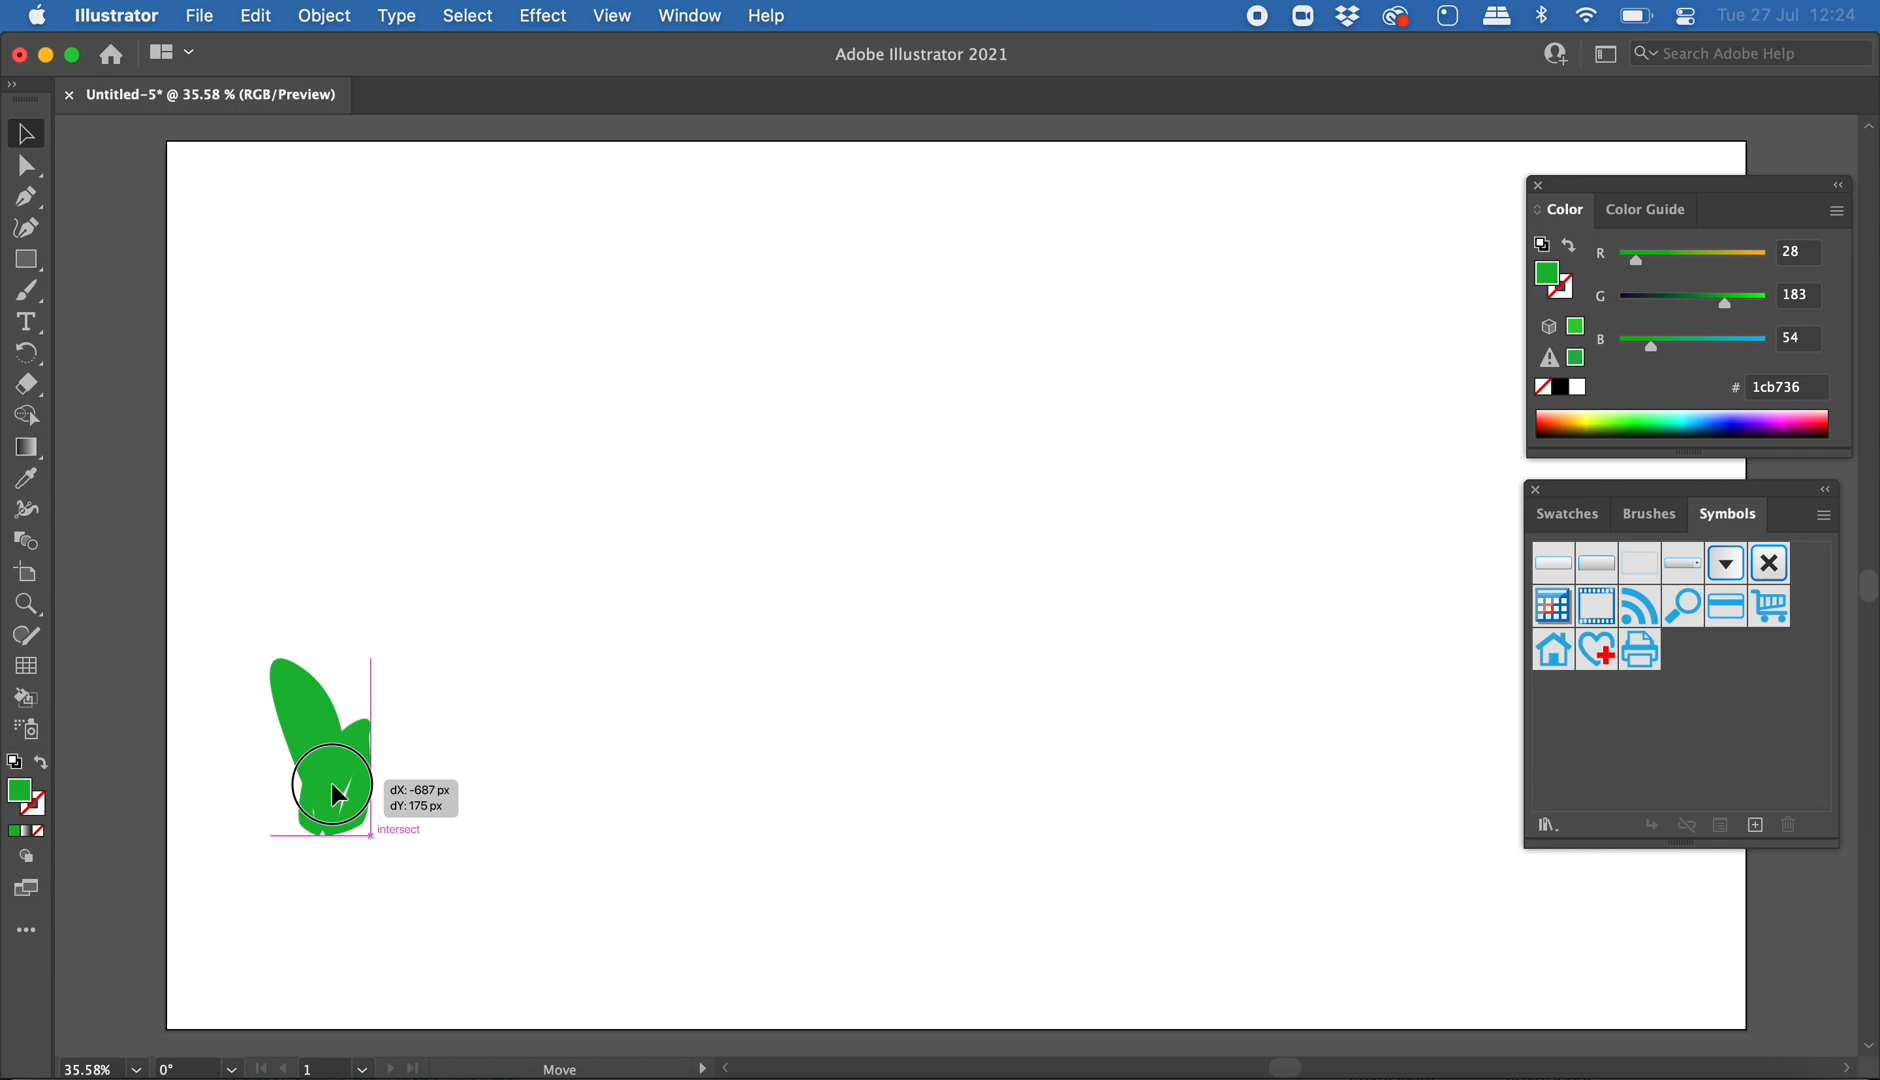 Illustrator File Edit Object Type Select Effect View Window Help Tue 27 Jul 12:24
Adobe Illustrator 2021 Search Adobe Help
Untitled-5* @ 35.58 % (RGB/Preview)
Color Color Guide
R 28
G 183
B 54
# 1cb736
Swatches Brushes Symbols
dX: -687 px
dY: 175 px
intersect
35.58% 0° 1 Move